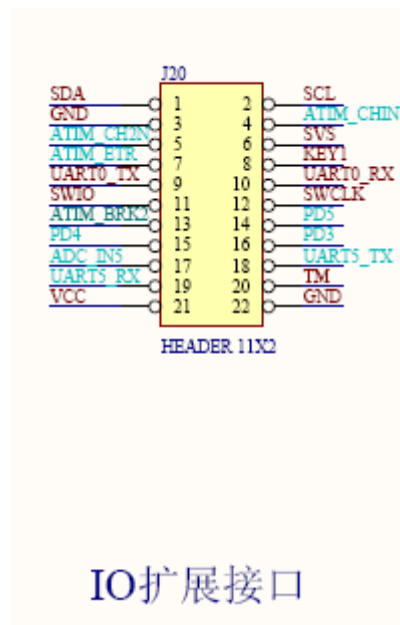 J20
SDA 1 2 SCL
GND 3 4 ATIM_CHIN
ATIM_CH2N 5 6 SVS
ATIM_ETR 7 8 KEY1
UART0_TX 9 10 UART0_RX
SWIO 11 12 SWCLK
ATIM_BRK2 13 14 PD5
PD4 15 16 PD3
ADC_IN5 17 18 UART5_TX
UART5_RX 19 20 TM
VCC 21 22 GND
HEADER 11X2
IO扩展接口